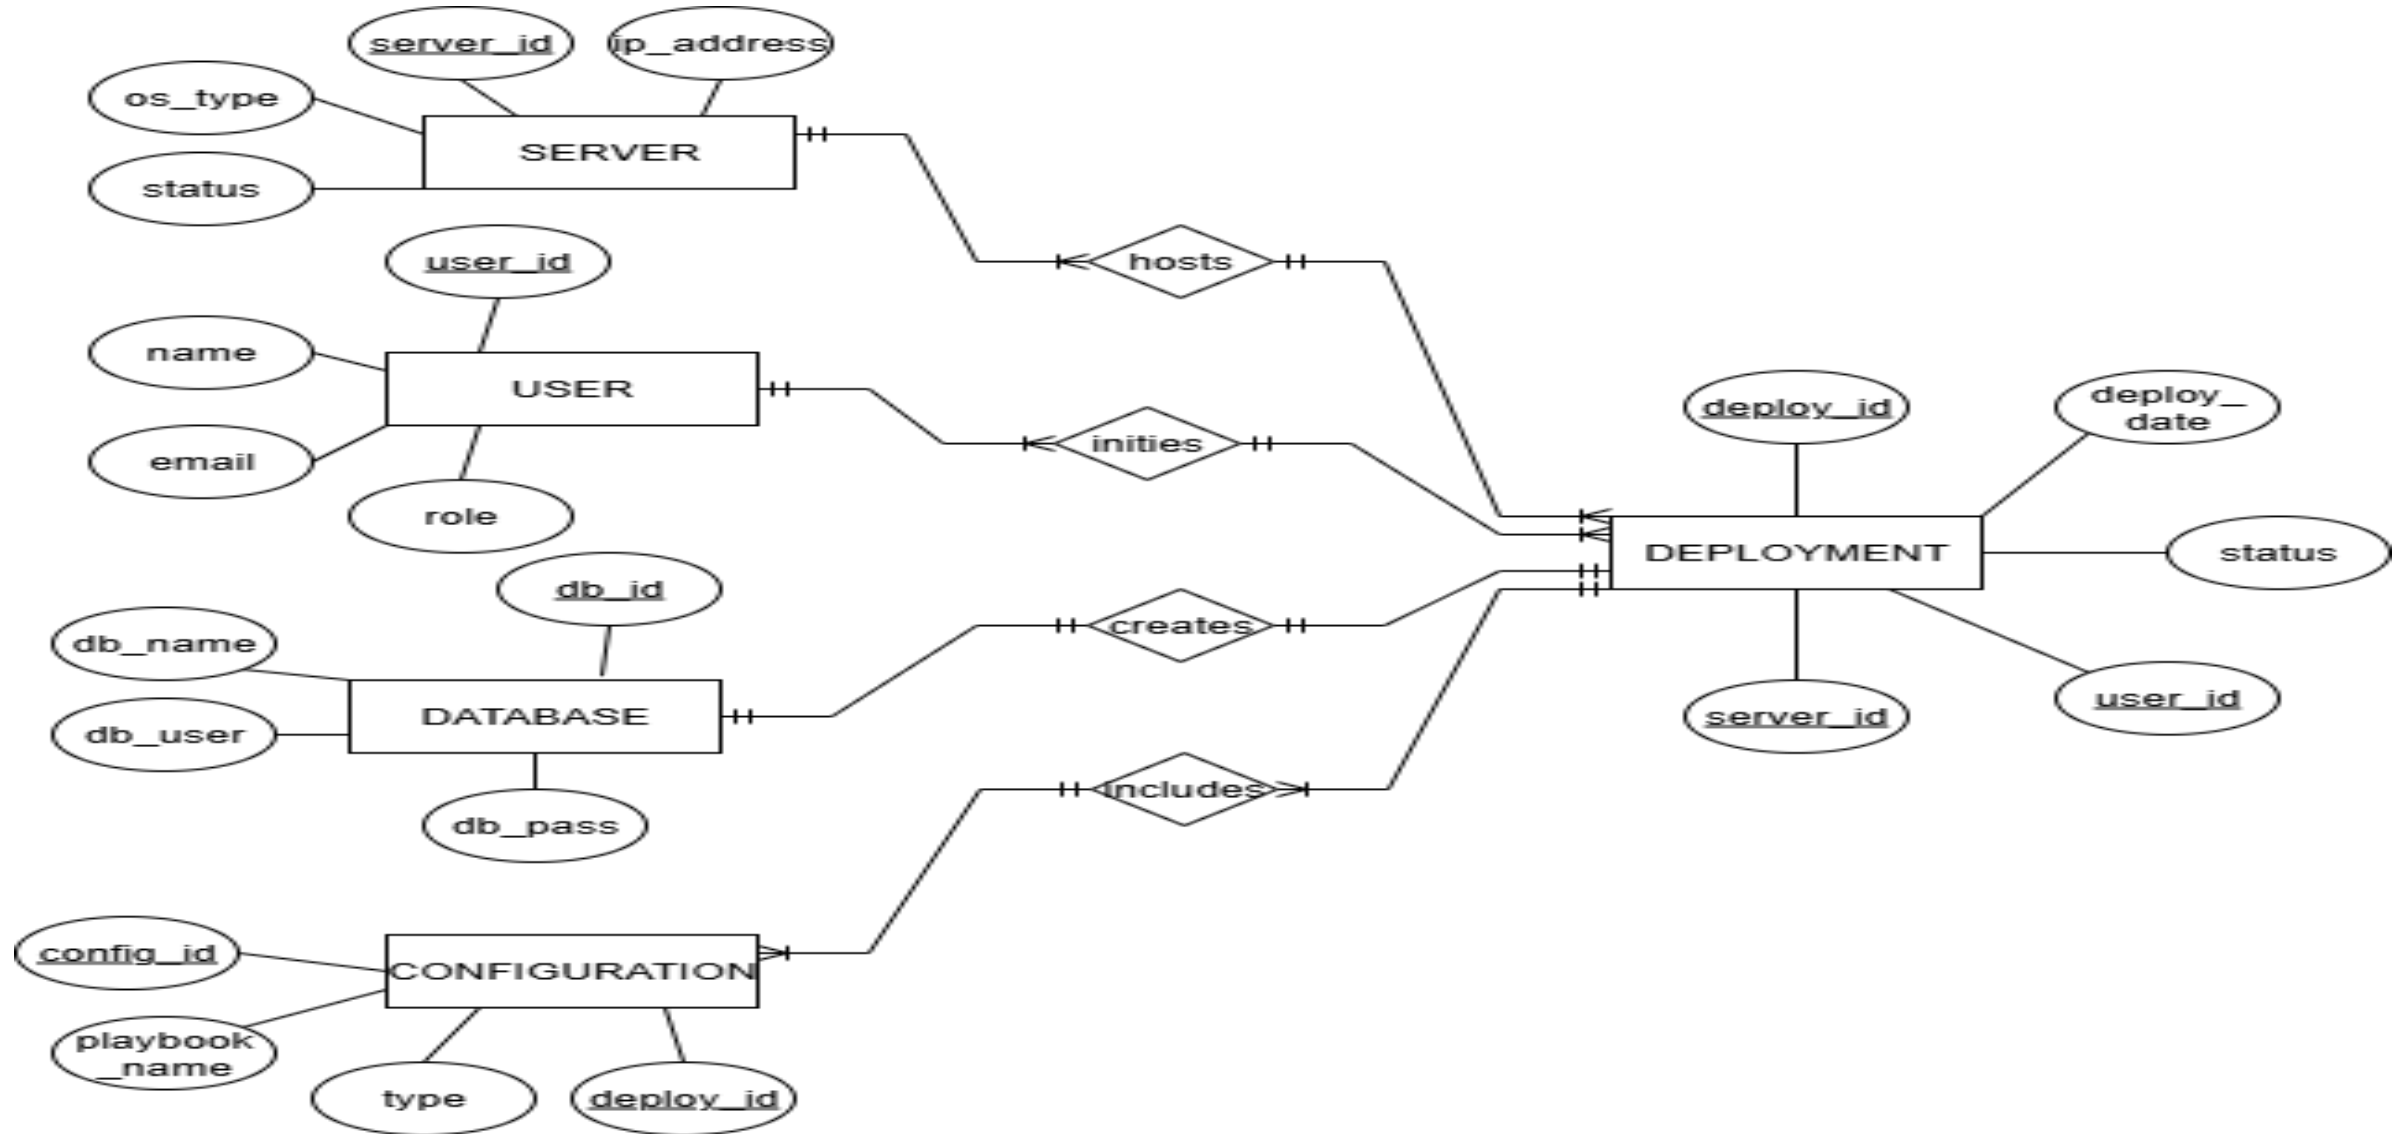 server_id
ip_address
os_type
SERVER
status
user_id
hosts
name
USER
deploy_id
deploy_
date
inities
email
role
DEPLOYMENT
status
db_id
creates
db_name
user_id
DATABASE
server_id
db_user
includes
db_pass
config_id
CONFIGURATION
playbook
_name
type
deploy_id